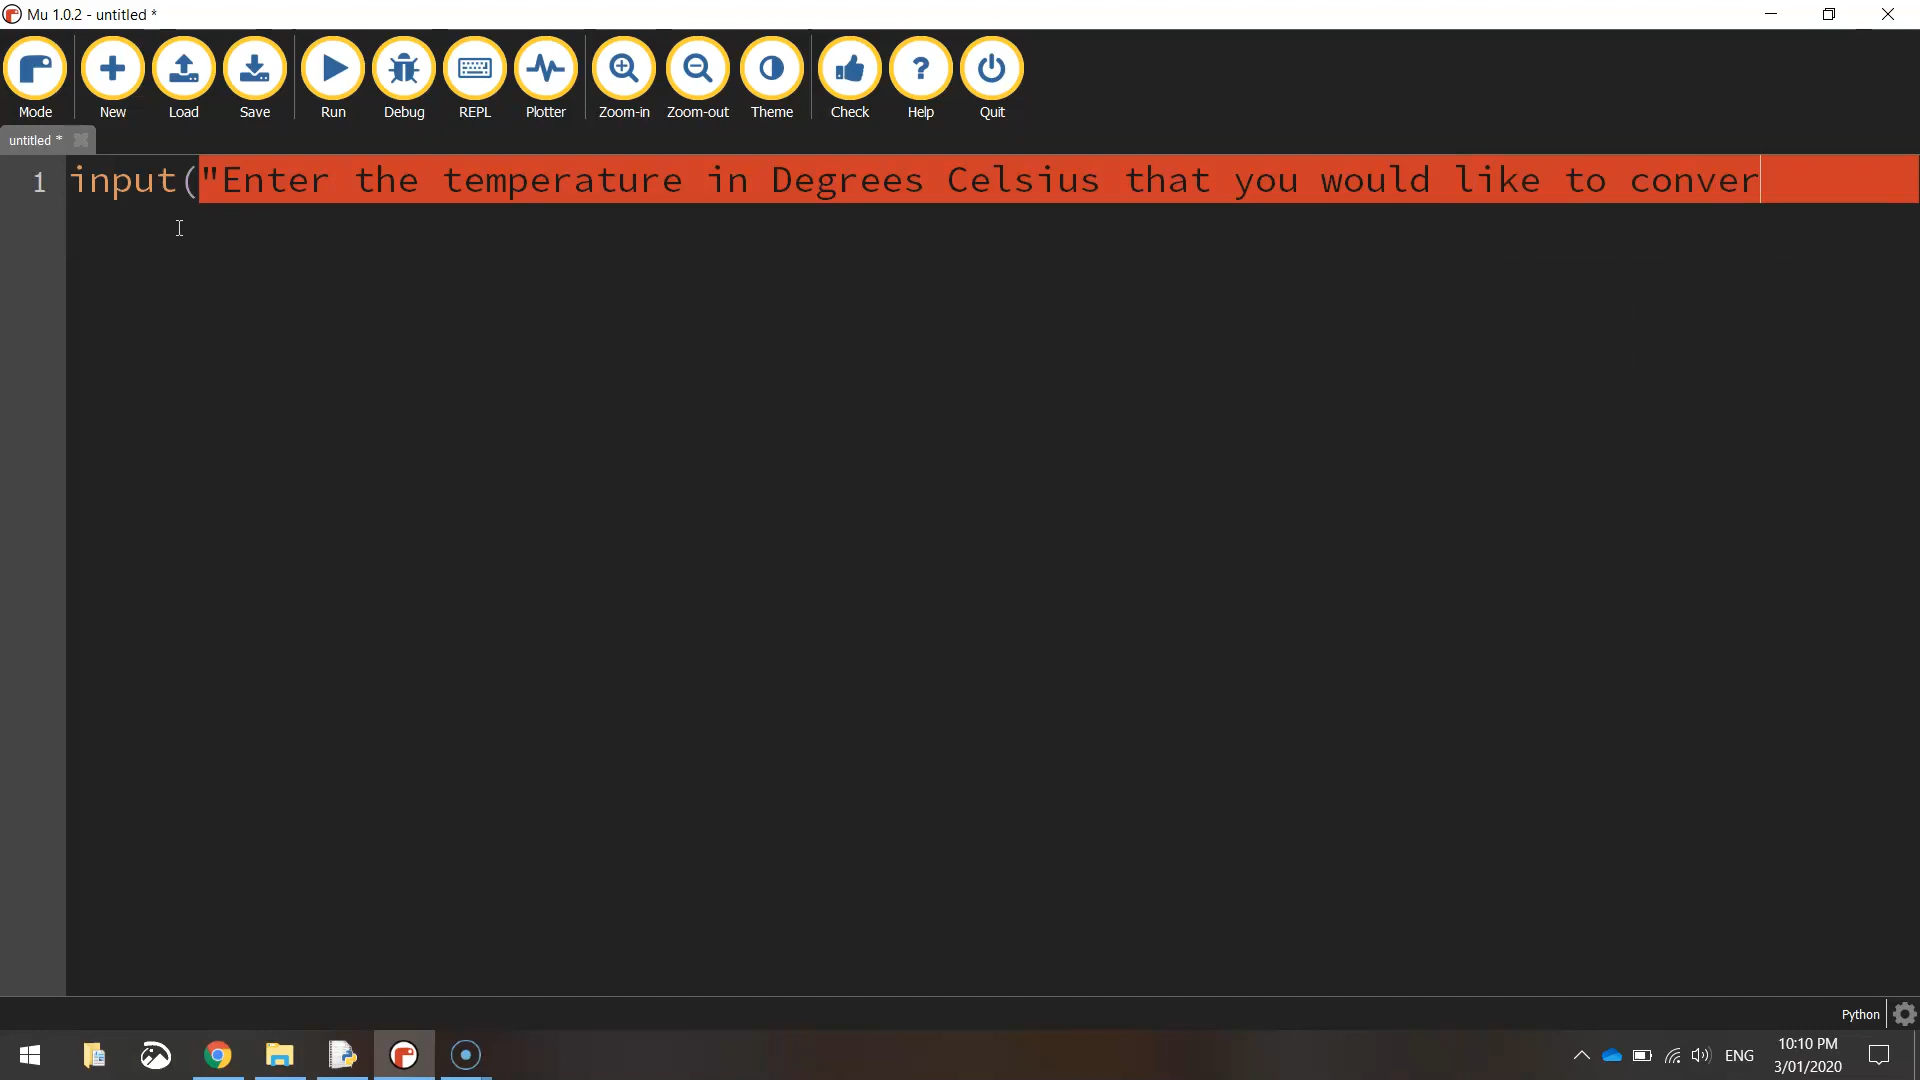 Mu 1.0.2 - untitled *
Mode New Load Save Run Debug REPL Plotter Zoom-in Zoom-out Theme Check Help Quit
untitled *
1 input("Enter the temperature in Degrees Celsius that you would like to conver
Python
ENG
10:10 PM
3/01/2020